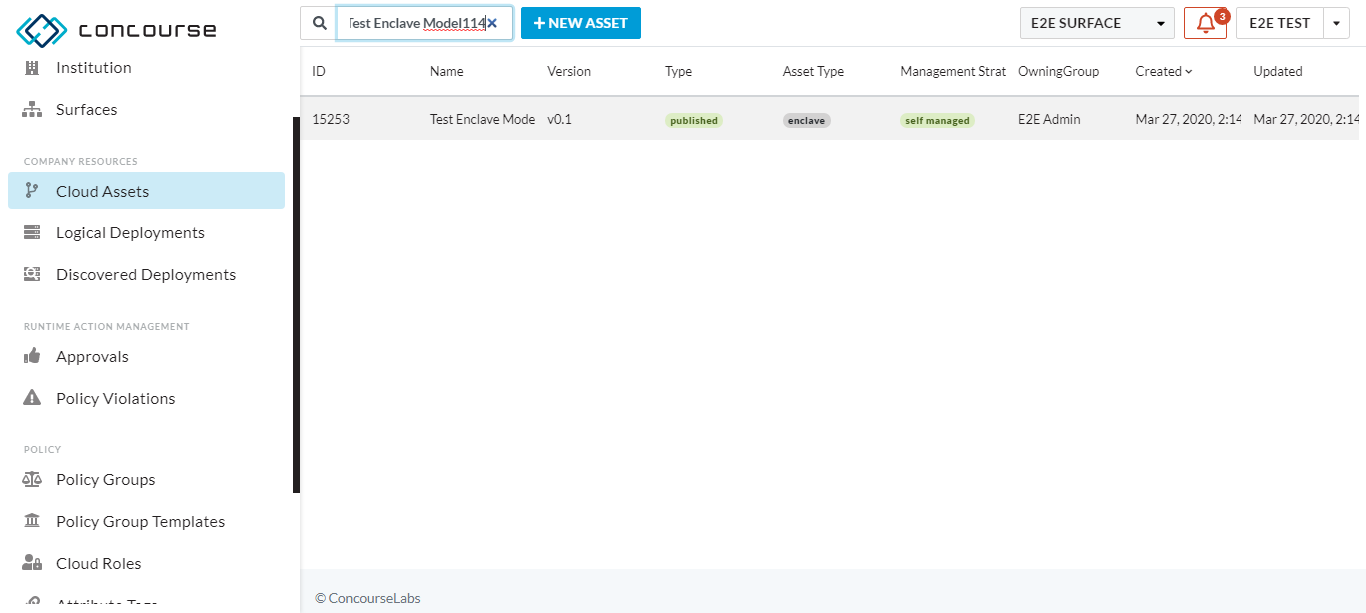 concourse
Test Enclave Model114
NEW ASSET
E2E SURFACE
3
E2E TEST
Institution
Surfaces
COMPANY RESOURCES
Cloud Assets
Logical Deployments
Discovered Deployments
RUNTIME ACTION MANAGEMENT
Approvals
Policy Violations
POLICY
Policy Groups
Policy Group Templates
Cloud Roles
Attribute Tags
ID Name Version Type Asset Type Management Strat OwningGroup Created Updated
15253 Test Enclave Mode v0.1 published enclave self managed E2E Admin Mar 27, 2020, 2:14 Mar 27, 2020, 2:14
© ConcourseLabs